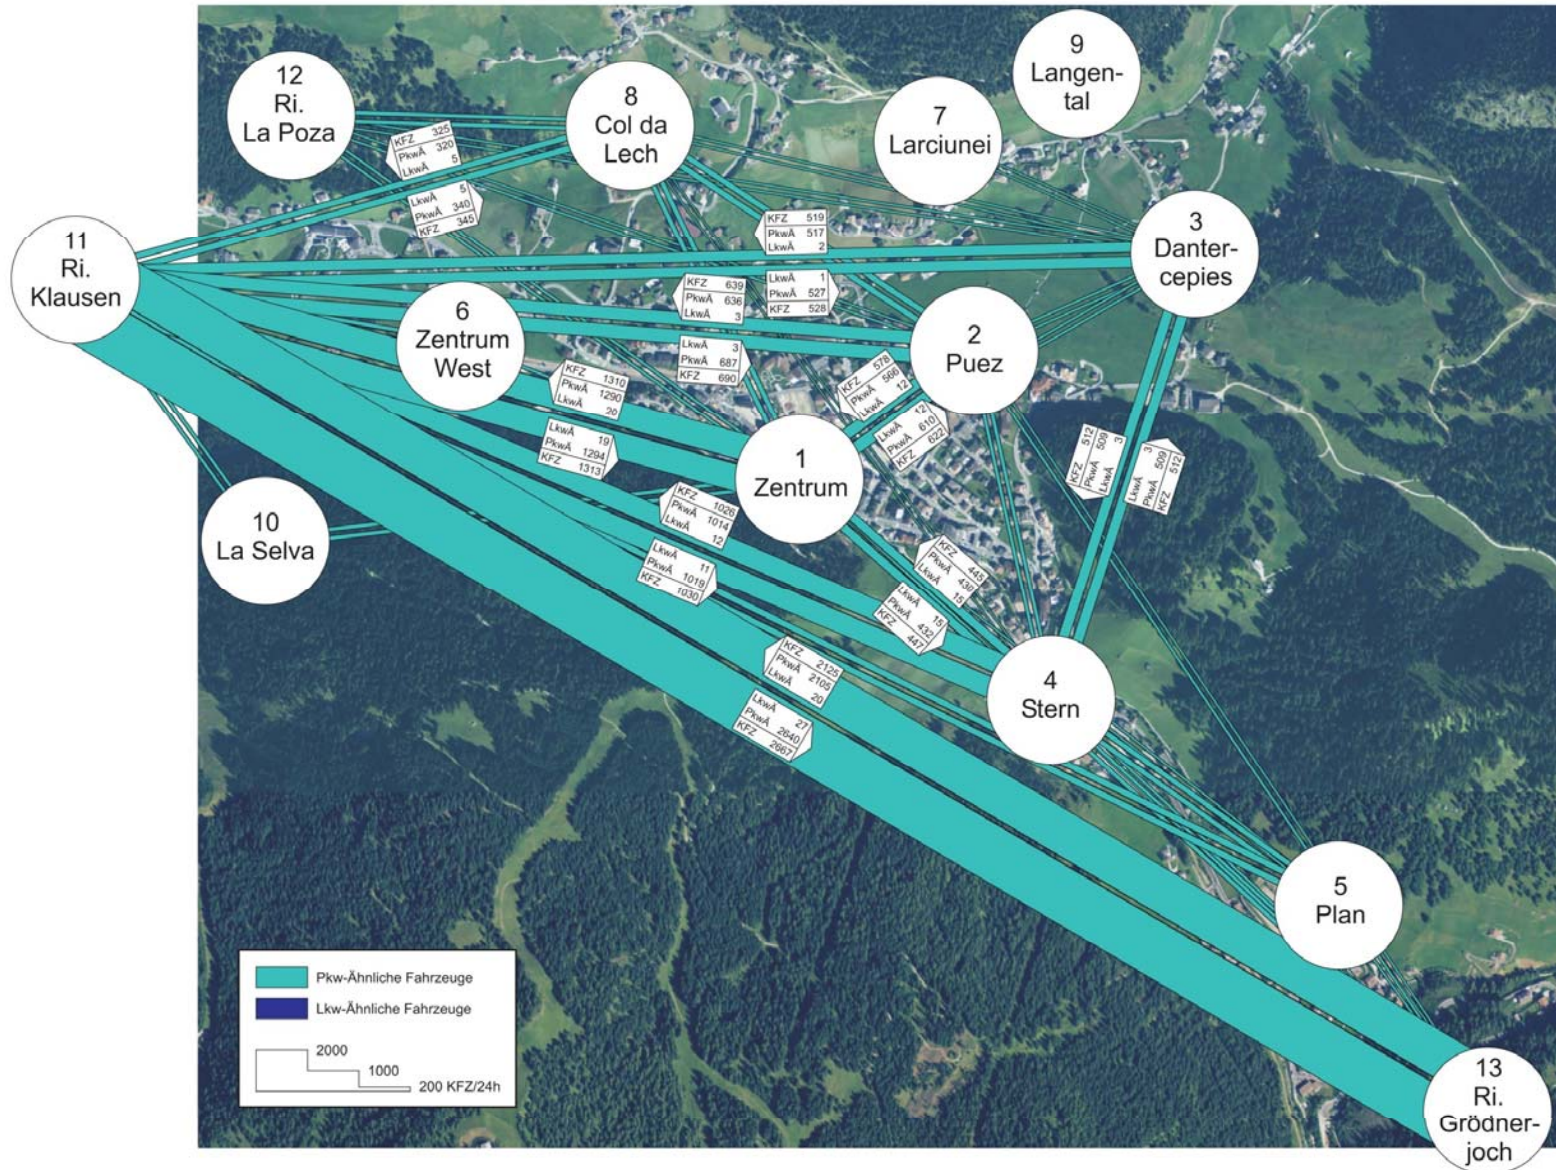 12
Ri.
La Poza
8
Col da
Lech
7
Larciunei
9
Langen-
tal
11
Ri.
Klausen
6
Zentrum
West
2
Puez
3
Danter-
cepies
10
La Selva
1
Zentrum
4
Stern
5
Plan
13
Ri.
Grödner-
joch
KFZ 325
PkwÄ 320
LkwÄ 5
LkwÄ 5
PkwÄ 340
KFZ 345
KFZ 519
PkwÄ 517
LkwÄ 2
LkwÄ 1
PkwÄ 527
KFZ 528
KFZ 639
PkwÄ 636
LkwÄ 3
LkwÄ 3
PkwÄ 687
KFZ 690
KFZ 578
PkwÄ 566
LkwÄ 12
LkwÄ 12
PkwÄ 610
KFZ 622
KFZ 1310
PkwÄ 1290
LkwÄ 20
LkwÄ 19
PkwÄ 1294
KFZ 1313
KFZ 512
PkwÄ 509
LkwÄ 3
LkwÄ 3
PkwÄ 509
KFZ 512
KFZ 1026
PkwÄ 1014
LkwÄ 12
LkwÄ 11
PkwÄ 1019
KFZ 1030
KFZ 445
PkwÄ 430
LkwÄ 15
LkwÄ 15
PkwÄ 432
KFZ 447
KFZ 2125
PkwÄ 2105
LkwÄ 20
LkwÄ 27
PkwÄ 2640
KFZ 2667
Pkw-Ähnliche Fahrzeuge
Lkw-Ähnliche Fahrzeuge
2000
1000
200 KFZ/24h